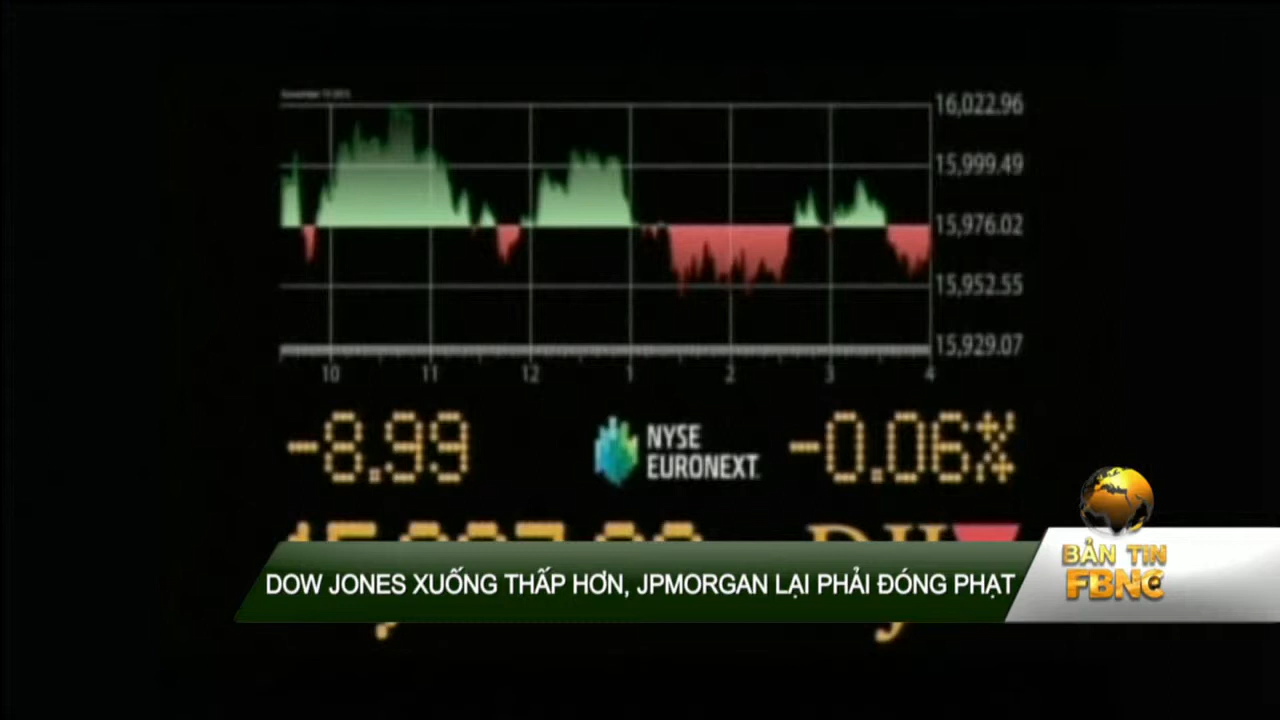 16,022.96
15,999.49
15,976.02
15,952.55
15,929.07
10 11 12 1 2 3 4
-8.99
NYSE
EURONEXT.
-0.06%
DOW JONES XUỐNG THẤP HƠN, JPMORGAN LẠI PHẢI ĐÓNG PHẠT
BẢN TIN
FBNC